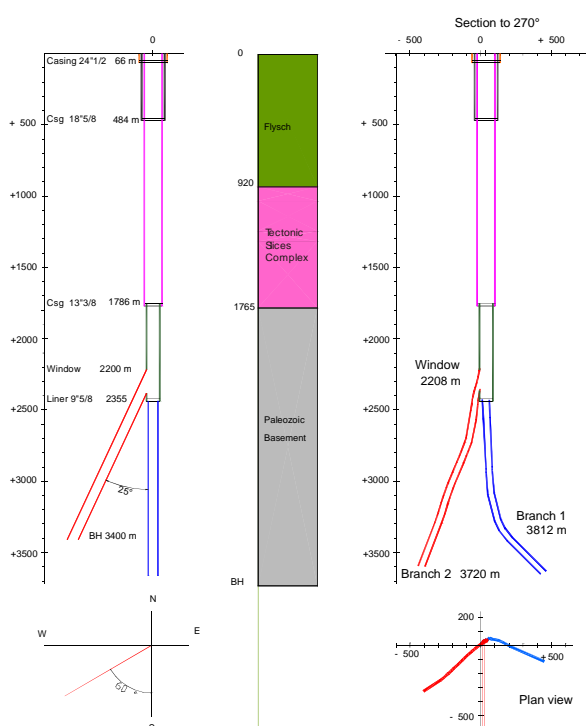 Section to 270°
0
0
- 500
0
+ 500
Casing 24"1/2 66 m
Csg 18"5/8 484 m
+ 500
+ 500
Flysch
920
+1000
+1000
Tectonic
Slices
Complex
+1500
+1500
Csg 13"3/8 1786 m
1765
+2000
+2000
Window 2200 m
Window
2208 m
Liner 9"5/8 2355
+2500
+2500
Paleozoic
Basement
+3000
+3000
25°
Branch 1
3812 m
BH 3400 m
+3500
+3500
Branch 2 3720 m
BH
N
W
E
60°
200
- 500
+ 500
Plan view
- 500